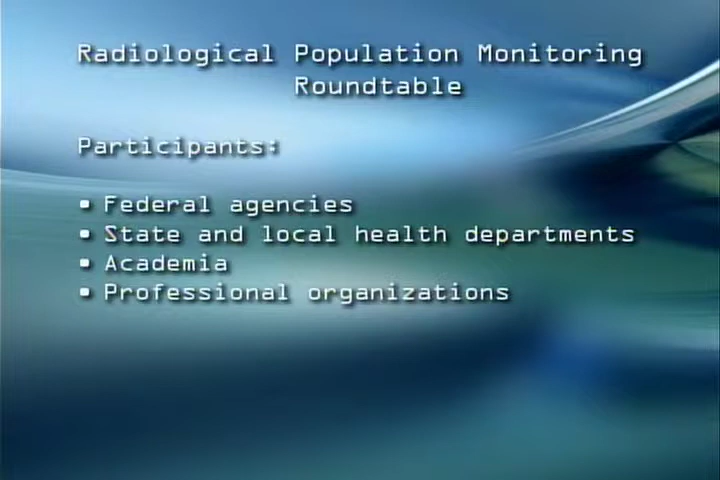 Radiological Population Monitoring
Roundtable
Participants:
▪ Federal agencies
▪ State and local health departments
▪ Academia
▪ Professional organizations